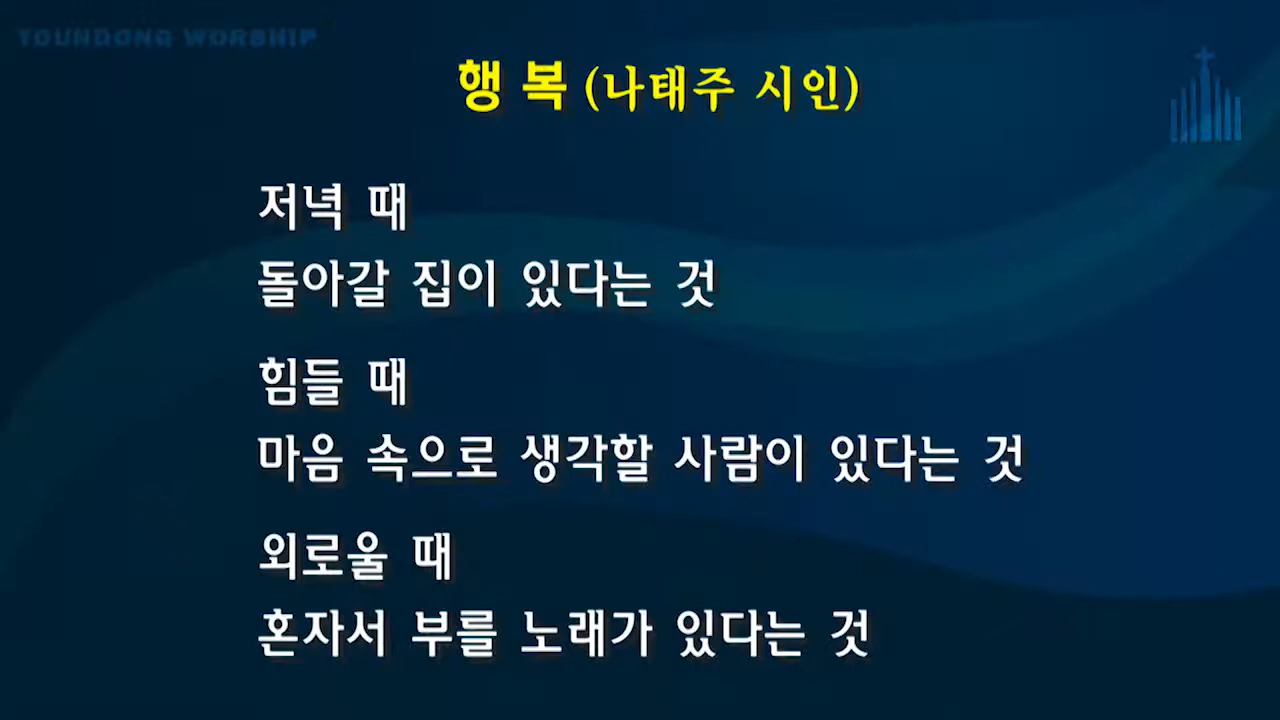 YOUNDONG WORSHIP
행 복 (나태주 시인)
저녁 때
돌아갈 집이 있다는 것
힘들 때
마음 속으로 생각할 사람이 있다는 것
외로울 때
혼자서 부를 노래가 있다는 것